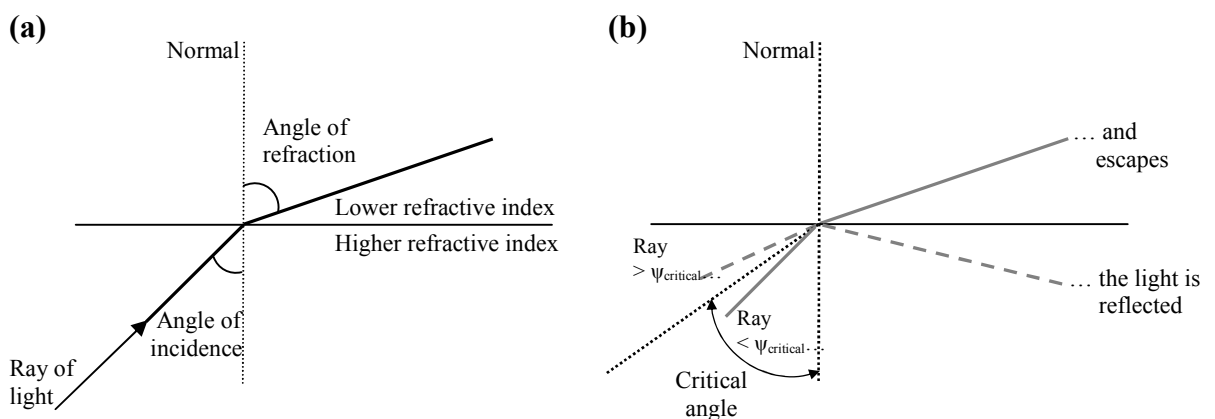 (a)
Normal
Angle of
refraction
Lower refractive index
Higher refractive index
Angle of
incidence
Ray of
light
(b)
Normal
… and
escapes
Ray
> ψcritical…
… the light is
reflected
Ray
< ψcritical…
Critical
angle